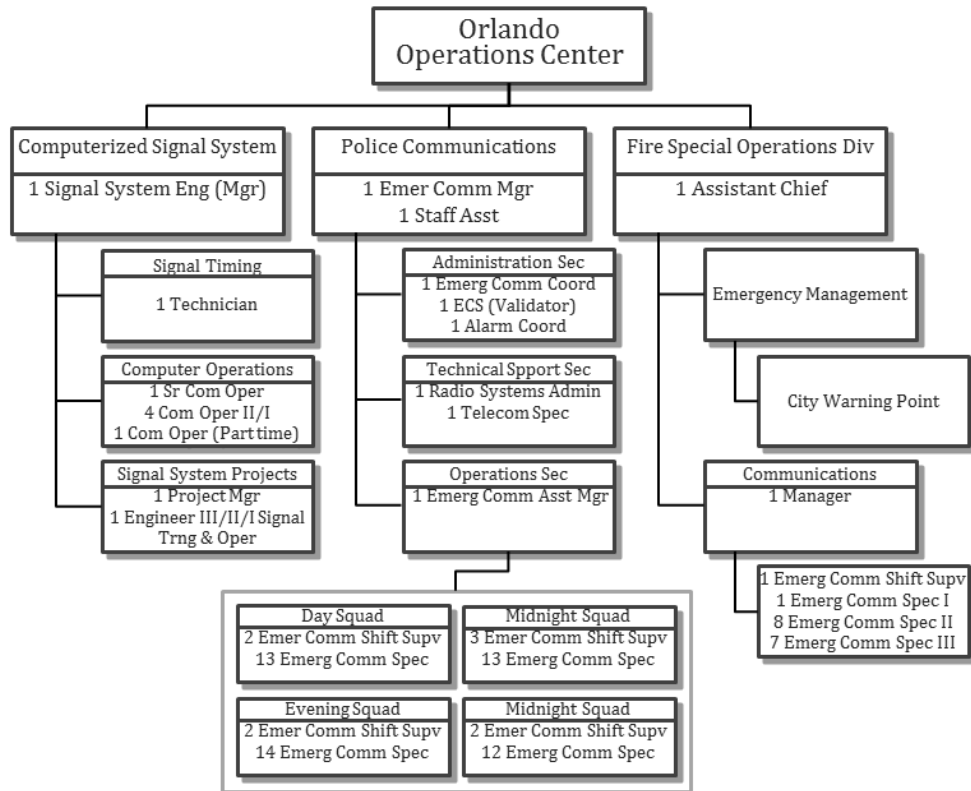 Orlando
Operations Center
Computerized Signal System
1 Signal System Eng (Mgr)
Signal Timing
1 Technician
Computer Operations
1 Sr Com Oper
4 Com Oper II/I
1 Com Oper (Part time)
Signal System Projects
1 Project Mgr
1 Engineer III/II/I Signal
Trng & Oper
Police Communications
1 Emer Comm Mgr
1 Staff Asst
Administration Sec
1 Emerg Comm Coord
1 ECS (Validator)
1 Alarm Coord
Technical Spport Sec
1 Radio Systems Admin
1 Telecom Spec
Operations Sec
1 Emerg Comm Asst Mgr
Day Squad
2 Emer Comm Shift Supv
13 Emerg Comm Spec
Midnight Squad
3 Emer Comm Shift Supv
13 Emerg Comm Spec
Evening Squad
2 Emer Comm Shift Supv
14 Emerg Comm Spec
Midnight Squad
2 Emer Comm Shift Supv
12 Emerg Comm Spec
Fire Special Operations Div
1 Assistant Chief
Emergency Management
City Warning Point
Communications
1 Manager
1 Emerg Comm Shift Supv
1 Emerg Comm Spec I
8 Emerg Comm Spec II
7 Emerg Comm Spec III